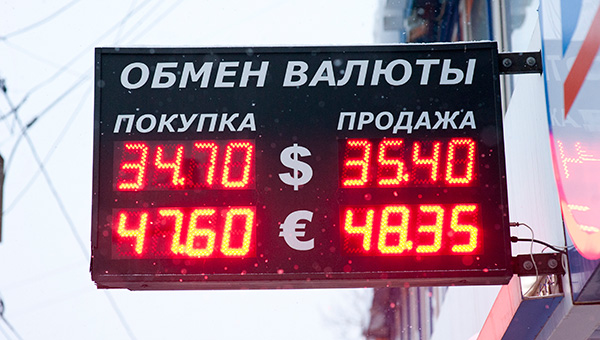 ОБМЕН ВАЛЮТЫ
ПОКУПКА ПРОДАЖА
34.70 $ 35.40
47.60 € 48.35